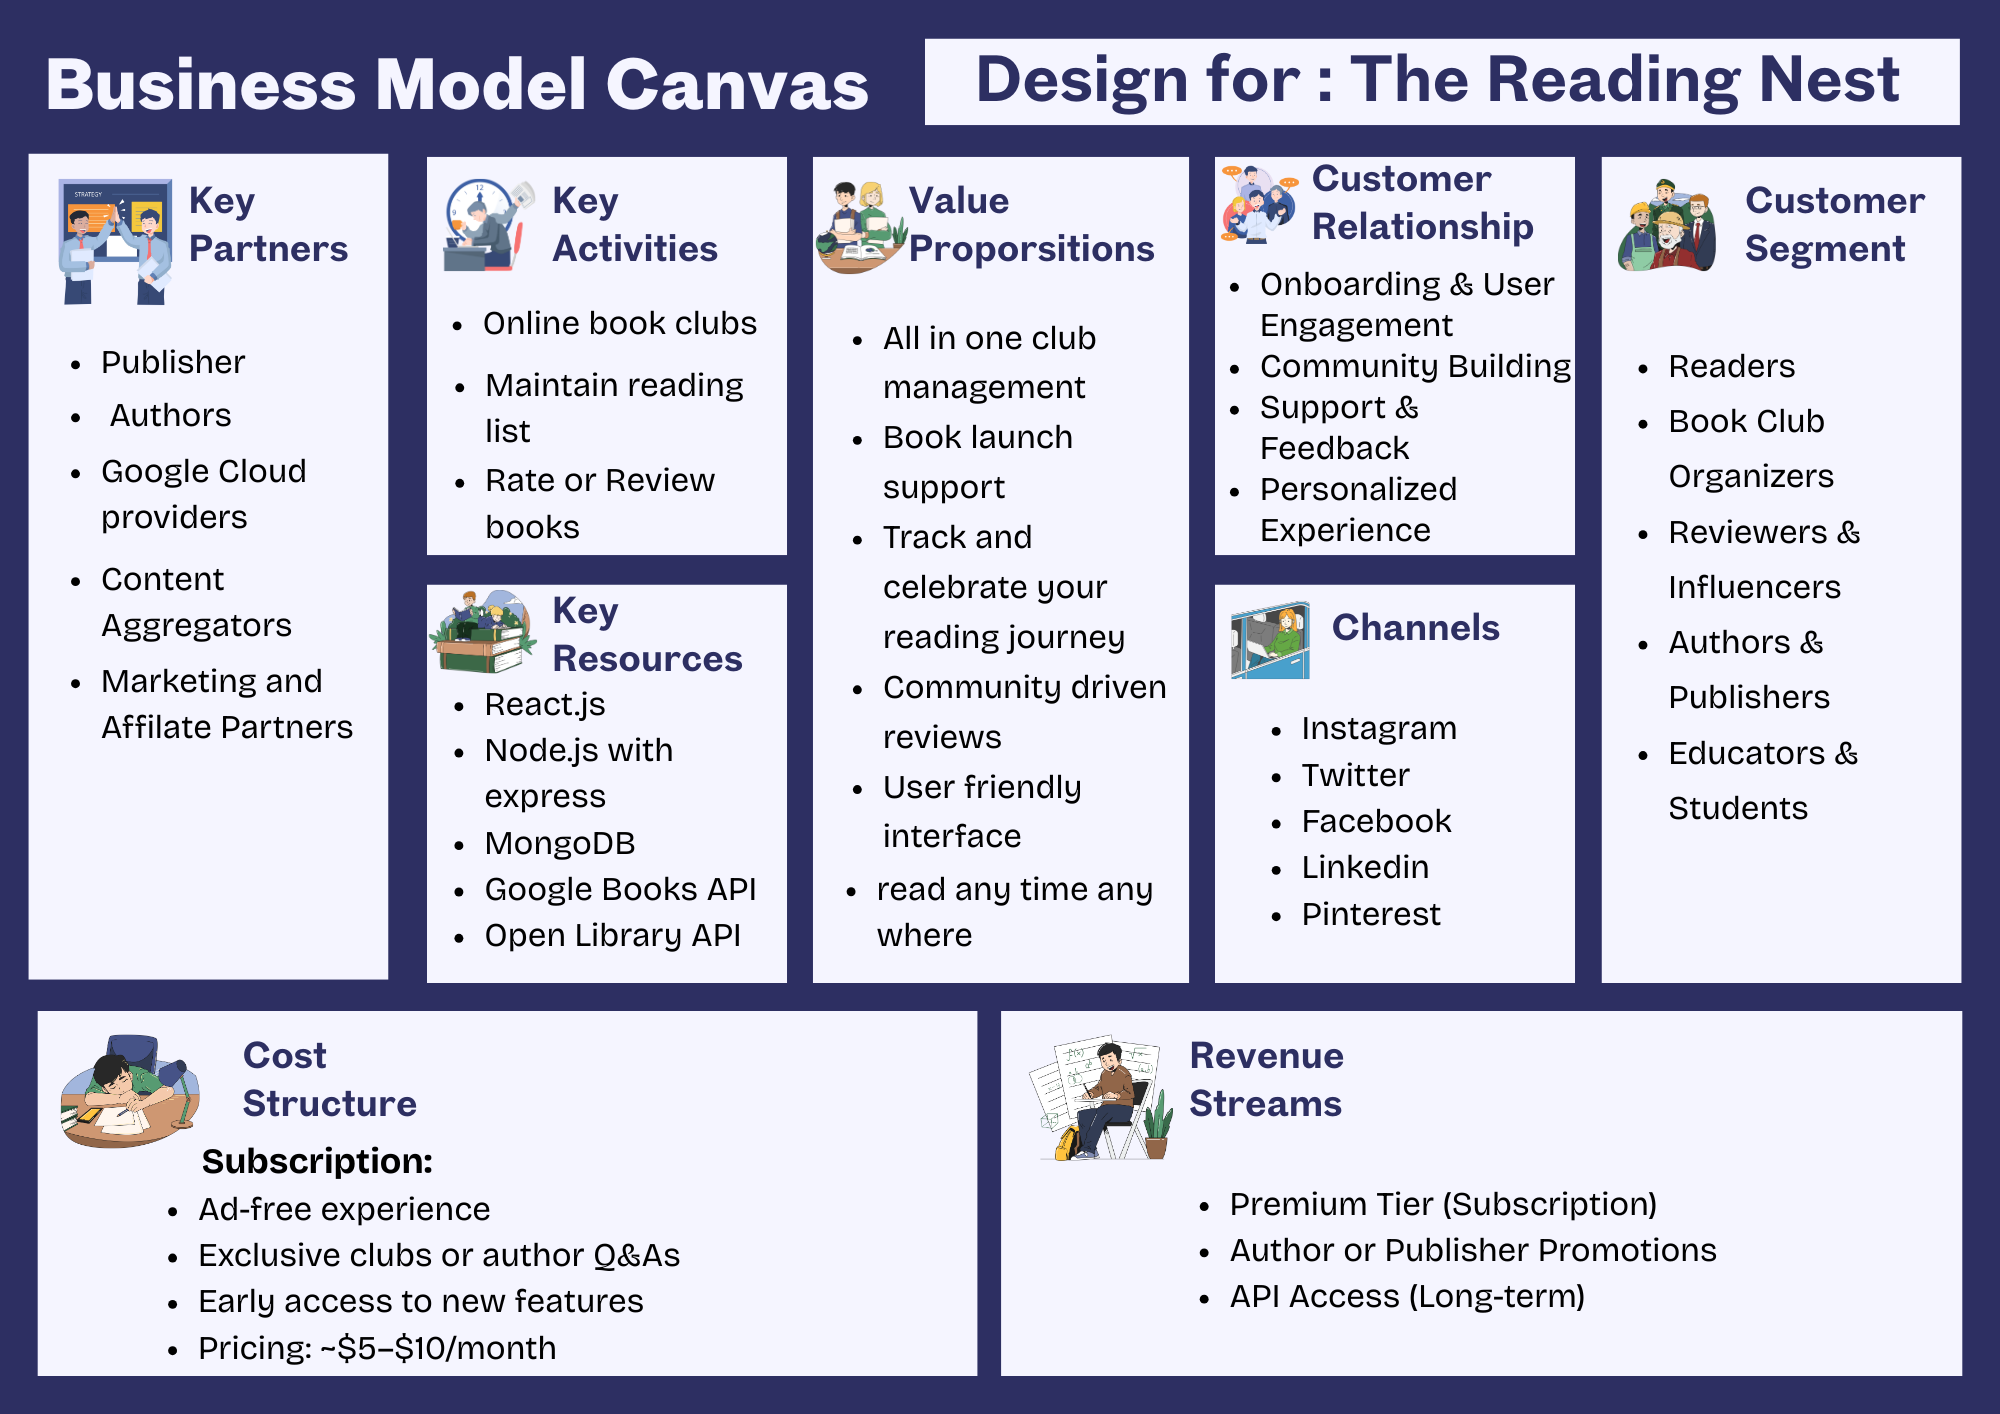 Business Model Canvas
Design for : The Reading Nest
STRATEGY
Key
Partners
• Publisher
• Authors
• Google Cloud
providers
• Content
Aggregators
• Marketing and
Affilate Partners
12
9
Key
Activities
• Online book clubs
• Maintain reading
list
• Rate or Review
books
Key
Resources
• React.js
• Node.js with
express
• MongoDB
• Google Books API
• Open Library API
Value
Proporsitions
• All in one club
management
• Book launch
support
• Track and
celebrate your
reading journey
• Community driven
reviews
• User friendly
interface
• read any time any
where
Customer
Relationship
• Onboarding & User
Engagement
• Community Building
• Support &
Feedback
• Personalized
Experience
Channels
• Instagram
• Twitter
• Facebook
• Linkedin
• Pinterest
Customer
Segment
• Readers
• Book Club
Organizers
• Reviewers &
Influencers
• Authors &
Publishers
• Educators &
Students
Cost
Structure
Subscription:
• Ad-free experience
• Exclusive clubs or author Q&As
• Early access to new features
• Pricing: ~$5–$10/month
Revenue
Streams
• Premium Tier (Subscription)
• Author or Publisher Promotions
• API Access (Long-term)